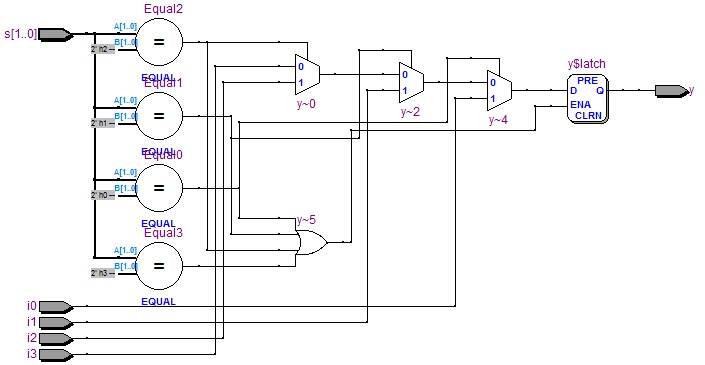 Equal2
s[1..0]
A[1..0]
B[1..0]
2' h2
=
EQUAL
0
1
y~0
Equal1
A[1..0]
B[1..0]
2' h1
=
EQUAL
0
1
y~2
0
1
y~4
y$latch
PRE
D Q
ENA
CLRN
y
Equal0
A[1..0]
B[1..0]
2' h0
=
EQUAL
Equal3
A[1..0]
B[1..0]
2' h3
=
EQUAL
y~5
i0
i1
i2
i3